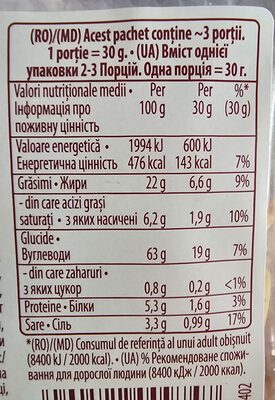 (RO)/(MD) Acest pachet conține ~3 porții.
1 porție = 30 g. • (UA) Вміст однієї
упаковки 2-3 Порцій. Одна порція = 30 г.
Valori nutriționale medii • Per Per %*
Інформація про 100 g 30 g (30 g)
поживну цінність
Valoare energetică • 1994 kJ 600 kJ
Енергетична цінність 476 kcal 143 kcal 7%
Grăsimi • Жири 22 g 6,6 g 9%
- din care acizi grași
saturați • з яких насичені 6,2 g 1,9 g 10%
Glucide •
Вуглеводи 63 g 19 g 7%
- din care zaharuri •
з яких цукор 0,8 g 0,2 g <1%
Proteine • Білки 5,3 g 1,6 g 3%
Sare • Сіль 3,3 g 0,99 g 17%
*(RO)/(MD) Consumul de referință al unui adult obișnuit
(8400 kJ / 2000 kcal). • (UA) % Рекомендоване спожи-
вання для дорослої людини (8400 кДж / 2000 ккал).